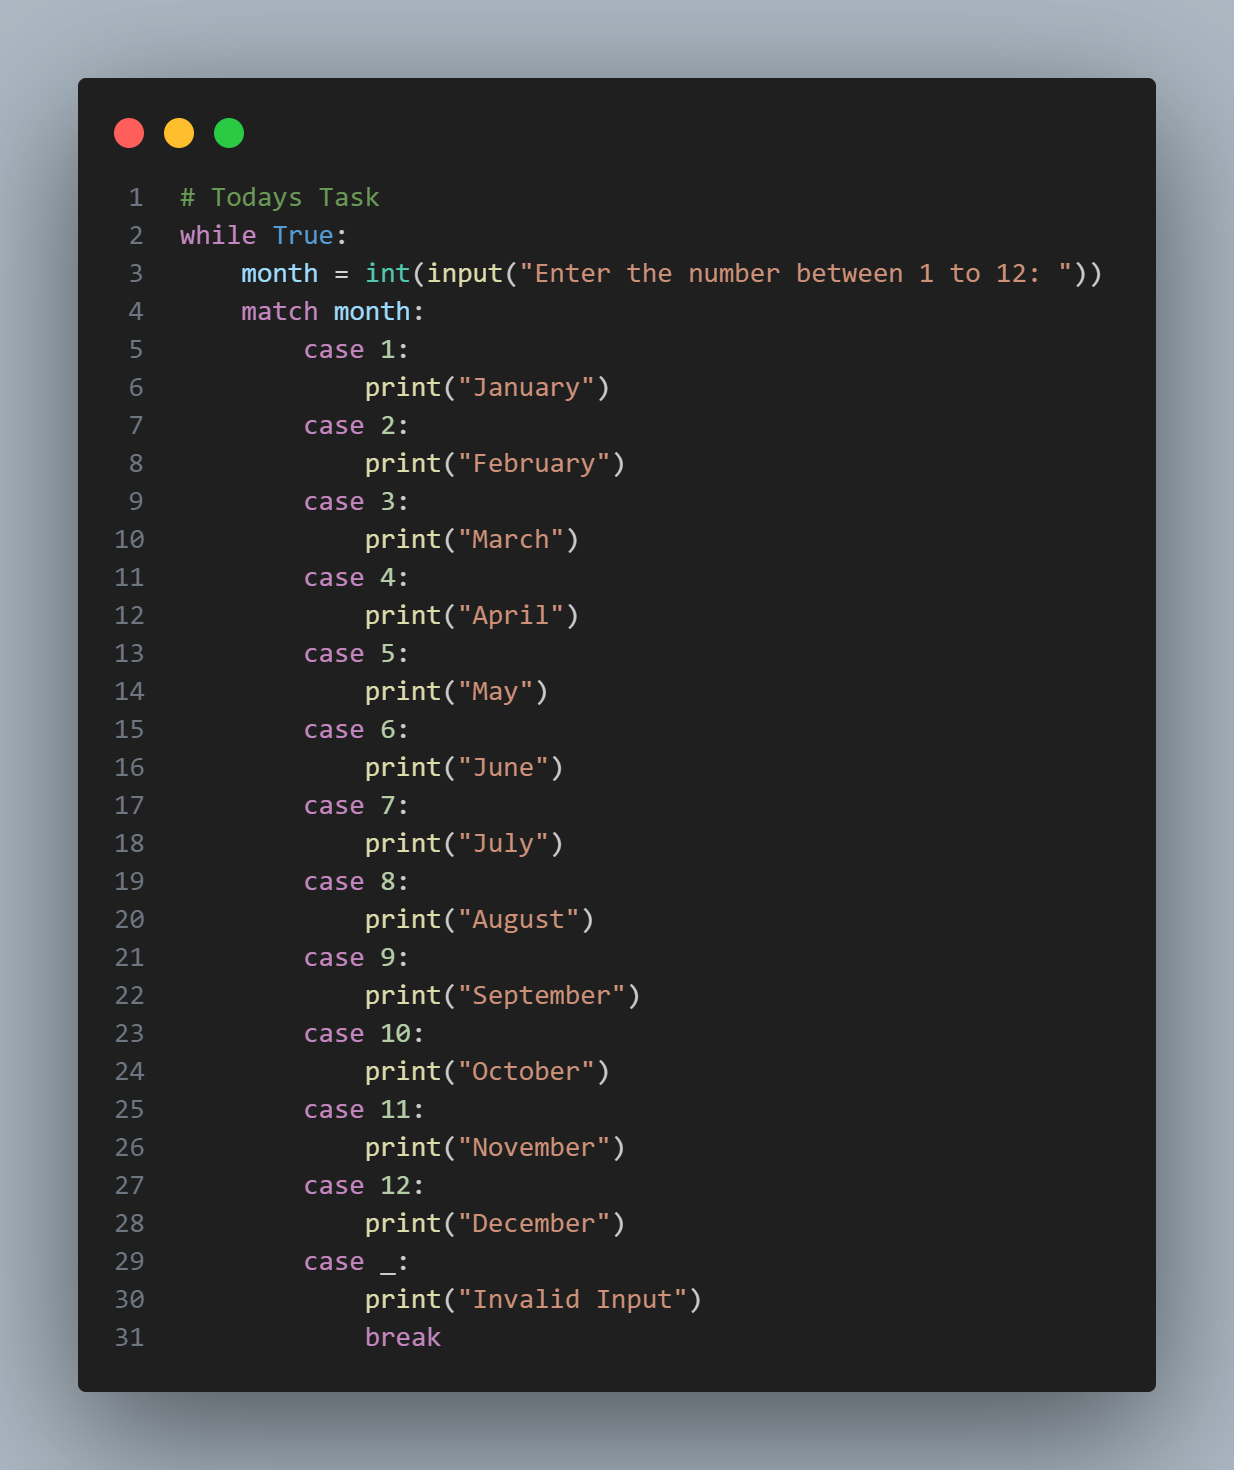 1 # Todays Task
2 while True:
3     month = int(input("Enter the number between 1 to 12: "))
4     match month:
5         case 1:
6             print("January")
7         case 2:
8             print("February")
9         case 3:
10             print("March")
11         case 4:
12             print("April")
13         case 5:
14             print("May")
15         case 6:
16             print("June")
17         case 7:
18             print("July")
19         case 8:
20             print("August")
21         case 9:
22             print("September")
23         case 10:
24             print("October")
25         case 11:
26             print("November")
27         case 12:
28             print("December")
29         case _:
30             print("Invalid Input")
31             break